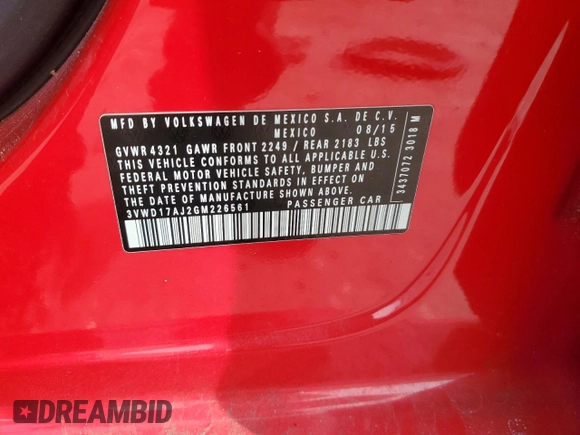 MFD BY VOLKSWAGEN DE MEXICO S.A. DE C.V.
MEXICO 08/15
GVWR 4321 GAWR FRONT 2249 / REAR 2183 LBS
THIS VEHICLE CONFORMS TO ALL APPLICABLE U.S.
FEDERAL MOTOR VEHICLE SAFETY, BUMPER AND
THEFT PREVENTION STANDARDS IN EFFECT ON
THE DATE OF MANUFACTURE SHOWN ABOVE.
3VWD17AJ2GM226561 PASSENGER CAR
3437072 3018 M
DREAMBID